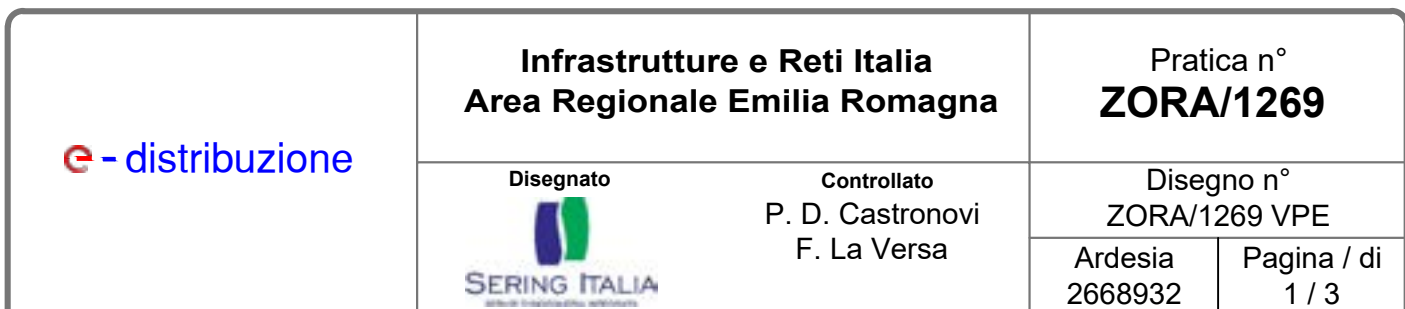 e-distribuzione
Infrastrutture e Reti Italia
Area Regionale Emilia Romagna
Pratica n°
ZORA/1269
Disegnato
SERING ITALIA
Controllato
P. D. Castronovi
F. La Versa
Disegno n°
ZORA/1269 VPE
Ardesia
2668932
Pagina / di
1 / 3